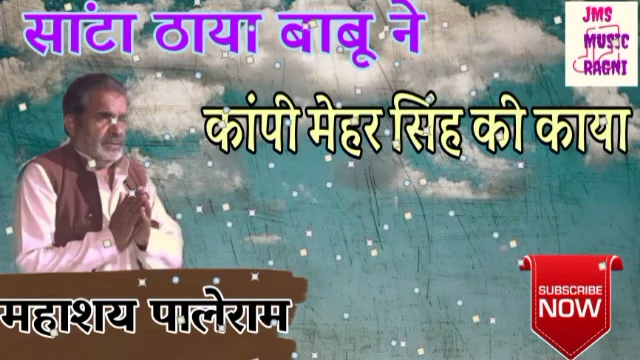 सांटा ठाया बाबू ने
JMS
MUSIC
RAGNI
कांपी मेहर सिंह की काया
महाशय पालेराम
SUBSCRIBE
NOW